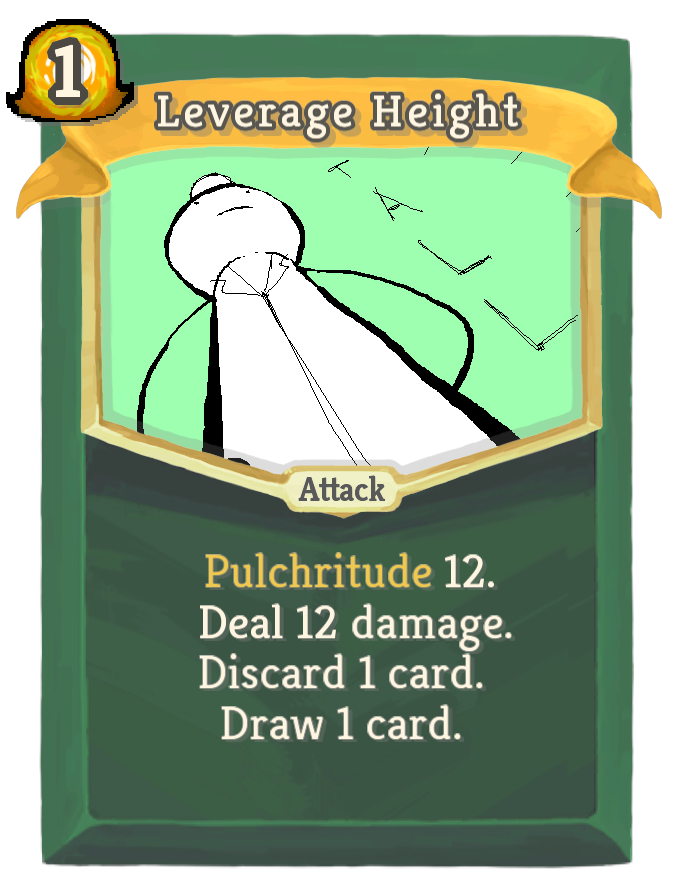 1
Leverage Height
Attack
Pulchritude 12.
Deal 12 damage.
Discard 1 card.
Draw 1 card.